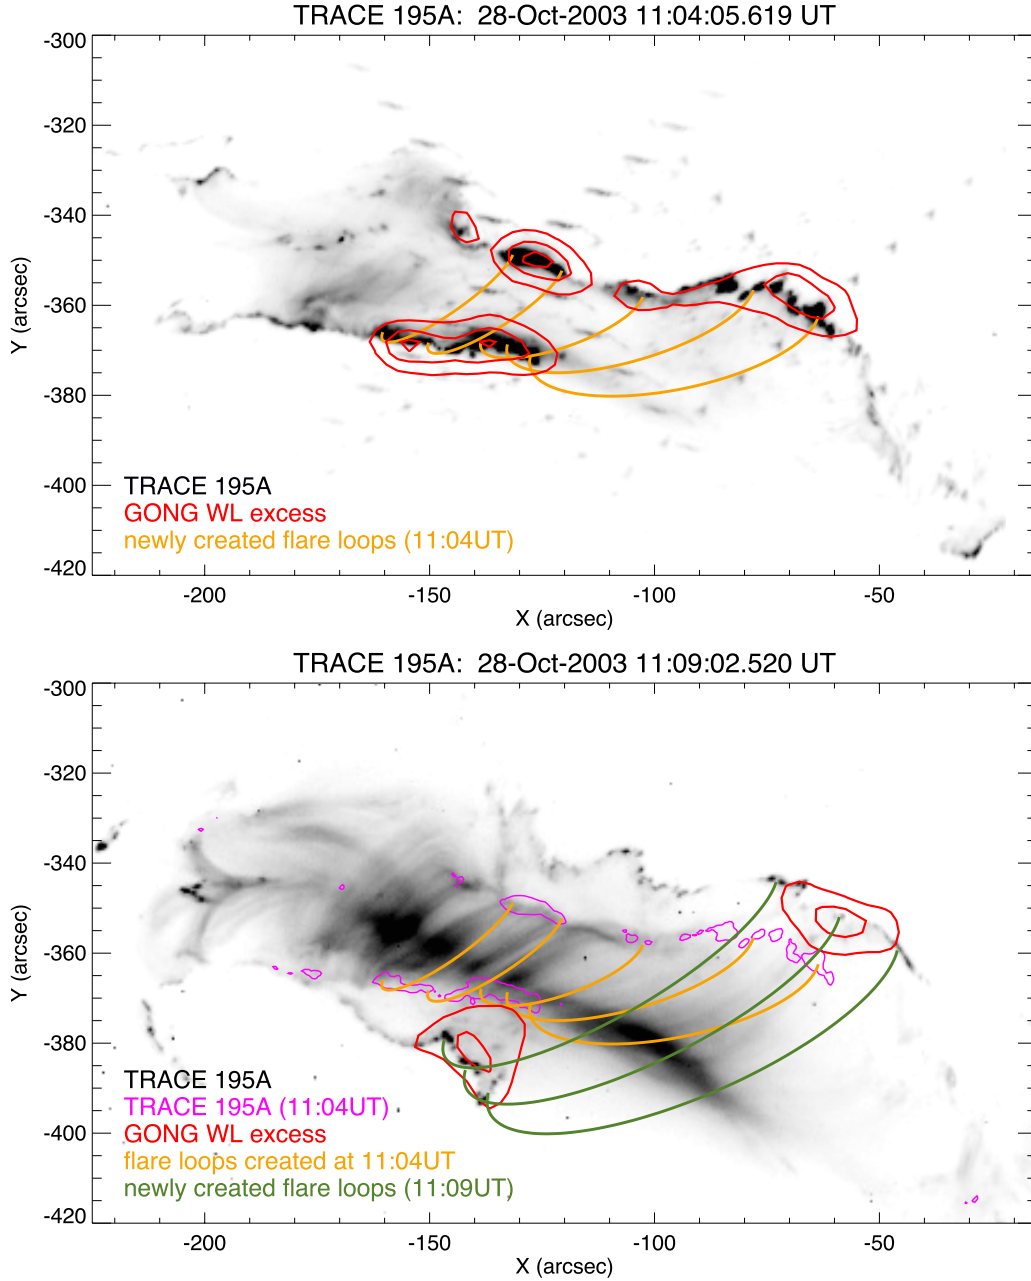 TRACE 195A:  28-Oct-2003 11:04:05.619 UT
-300
-320
-340
-360
-380
-400
-420
Y (arcsec)
TRACE 195A
GONG WL excess
newly created flare loops (11:04UT)
-200 -150 -100 -50
X (arcsec)
TRACE 195A:  28-Oct-2003 11:09:02.520 UT
-300
-320
-340
-360
-380
-400
-420
Y (arcsec)
TRACE 195A
TRACE 195A (11:04UT)
GONG WL excess
flare loops created at 11:04UT
newly created flare loops (11:09UT)
-200 -150 -100 -50
X (arcsec)